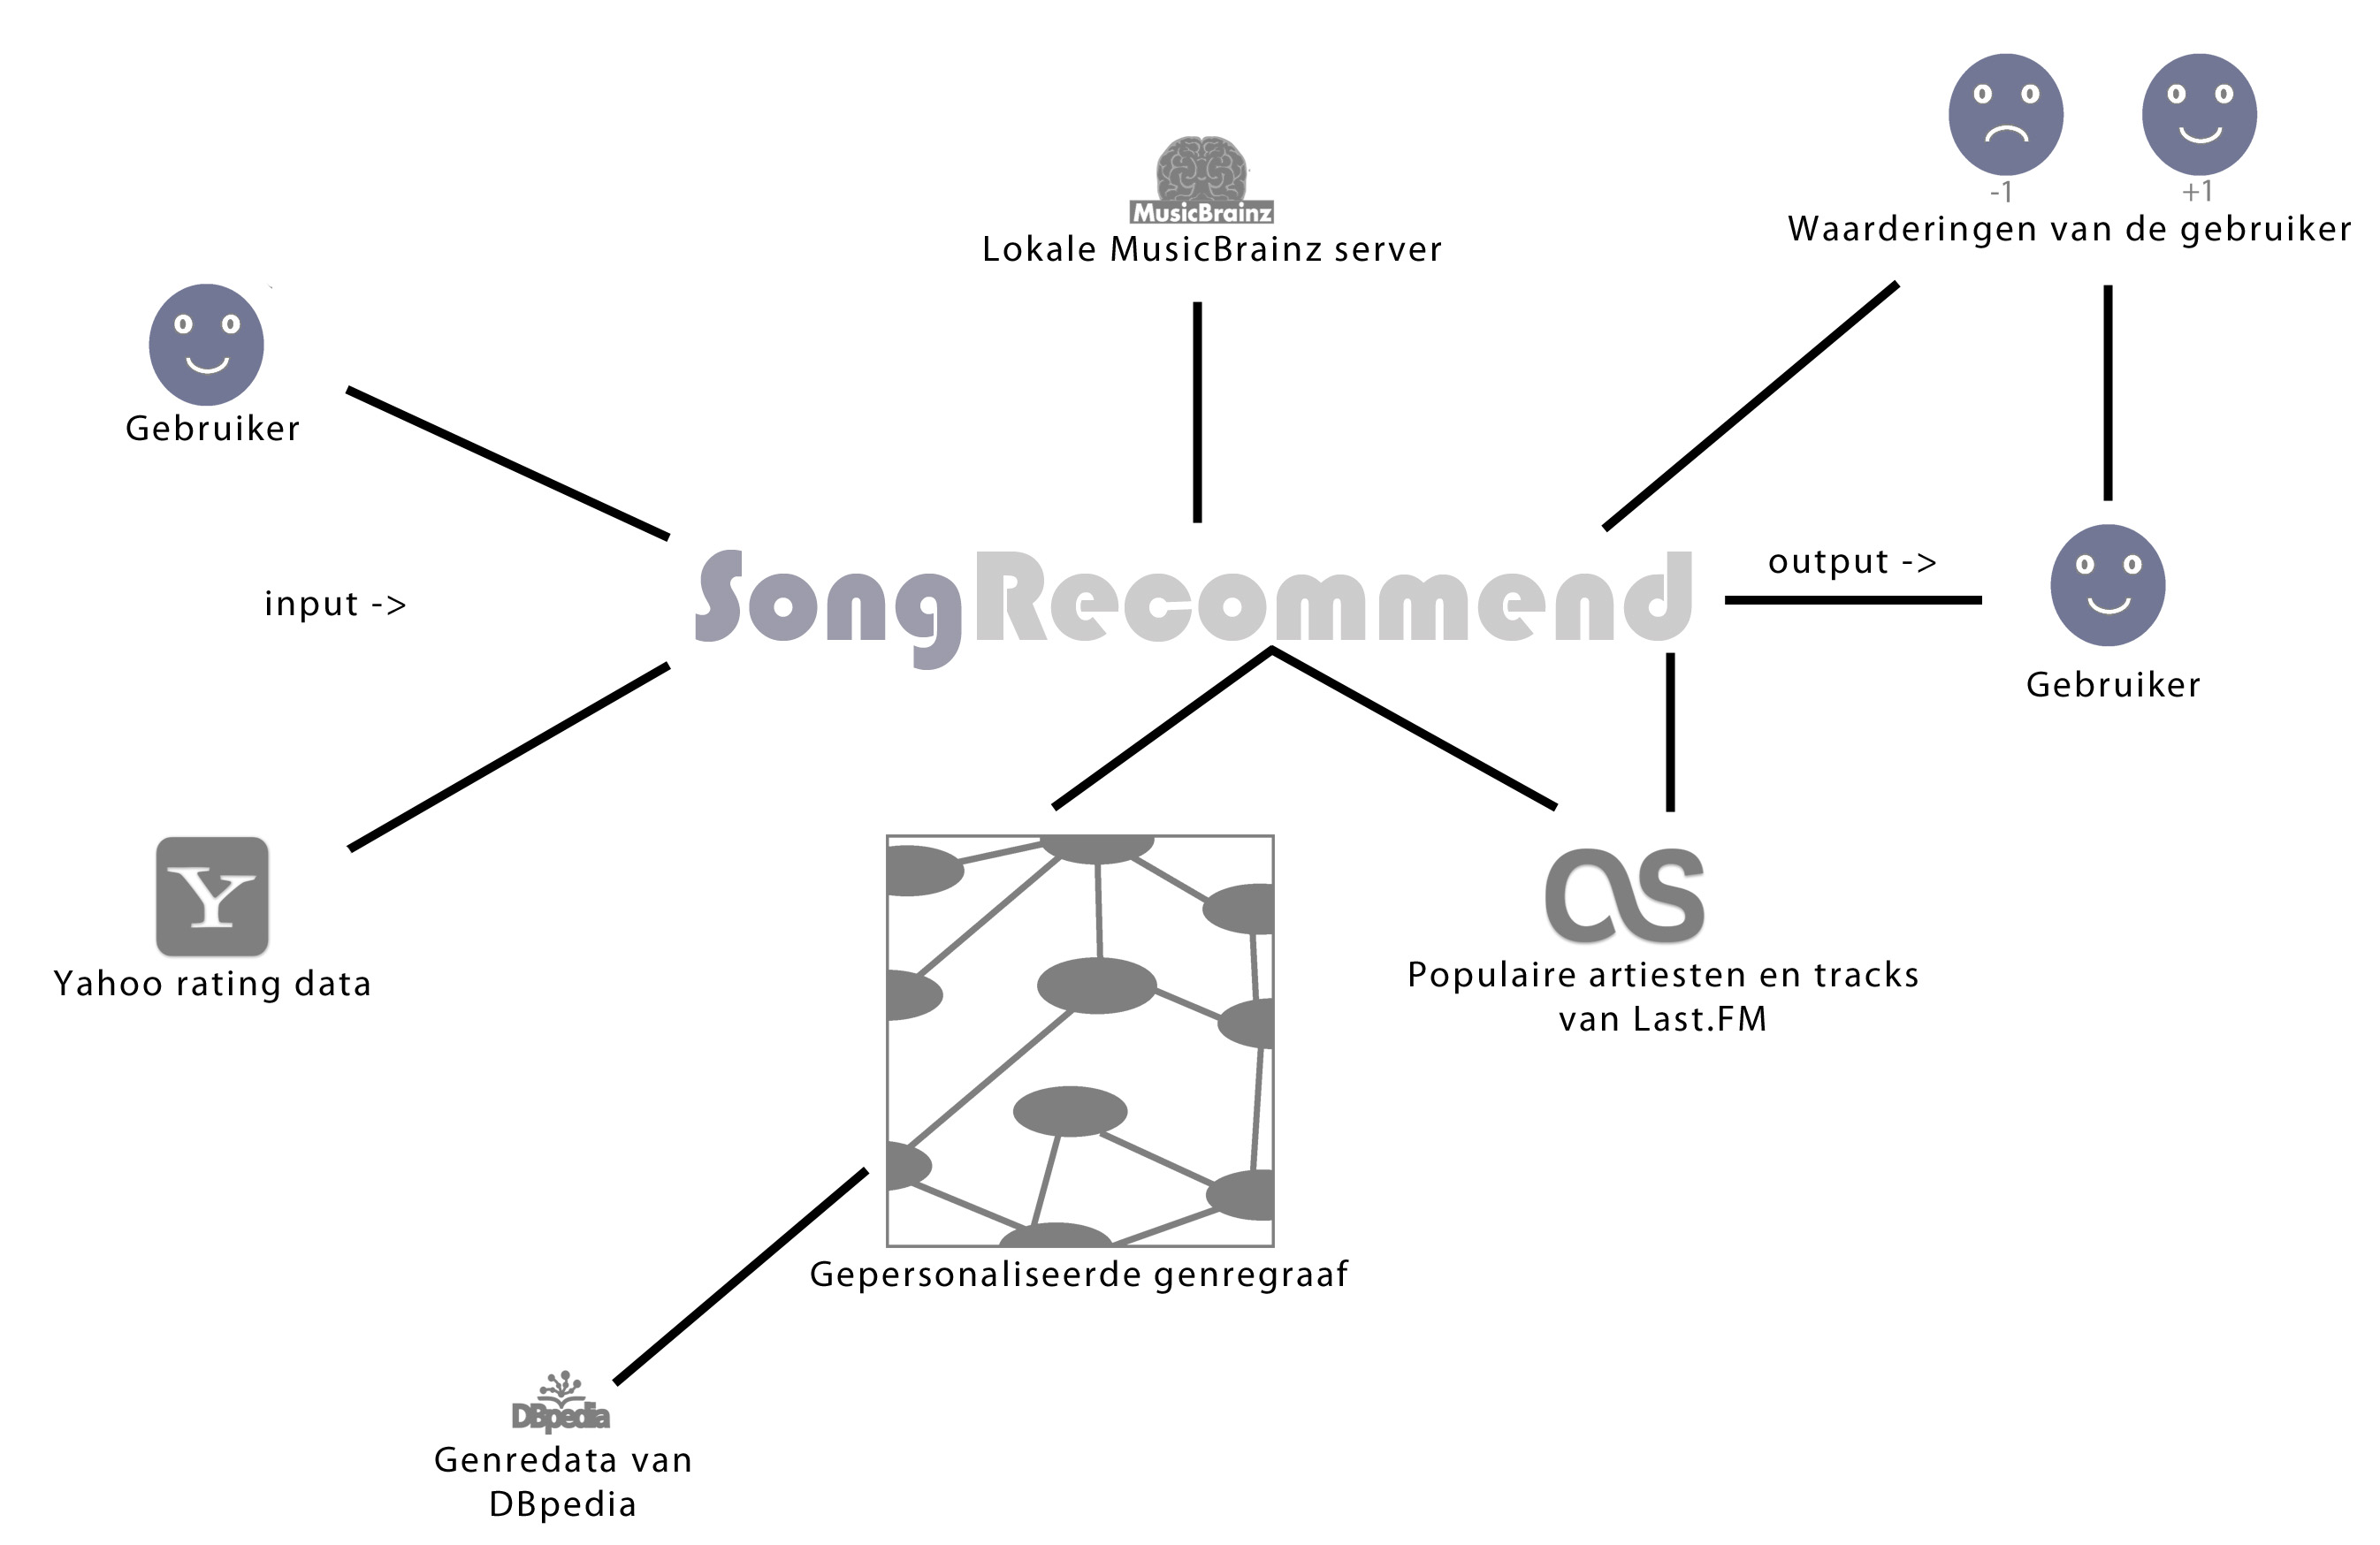 -1
+1
Waarderingen van de gebruiker
MusicBrainz
Lokale MusicBrainz server
Gebruiker
input ->
SongRecommend
output ->
Gebruiker
Y
Yahoo rating data
as
Populaire artiesten en tracks
van Last.FM
Gepersonaliseerde genregraaf
DBpedia
Genredata van
DBpedia